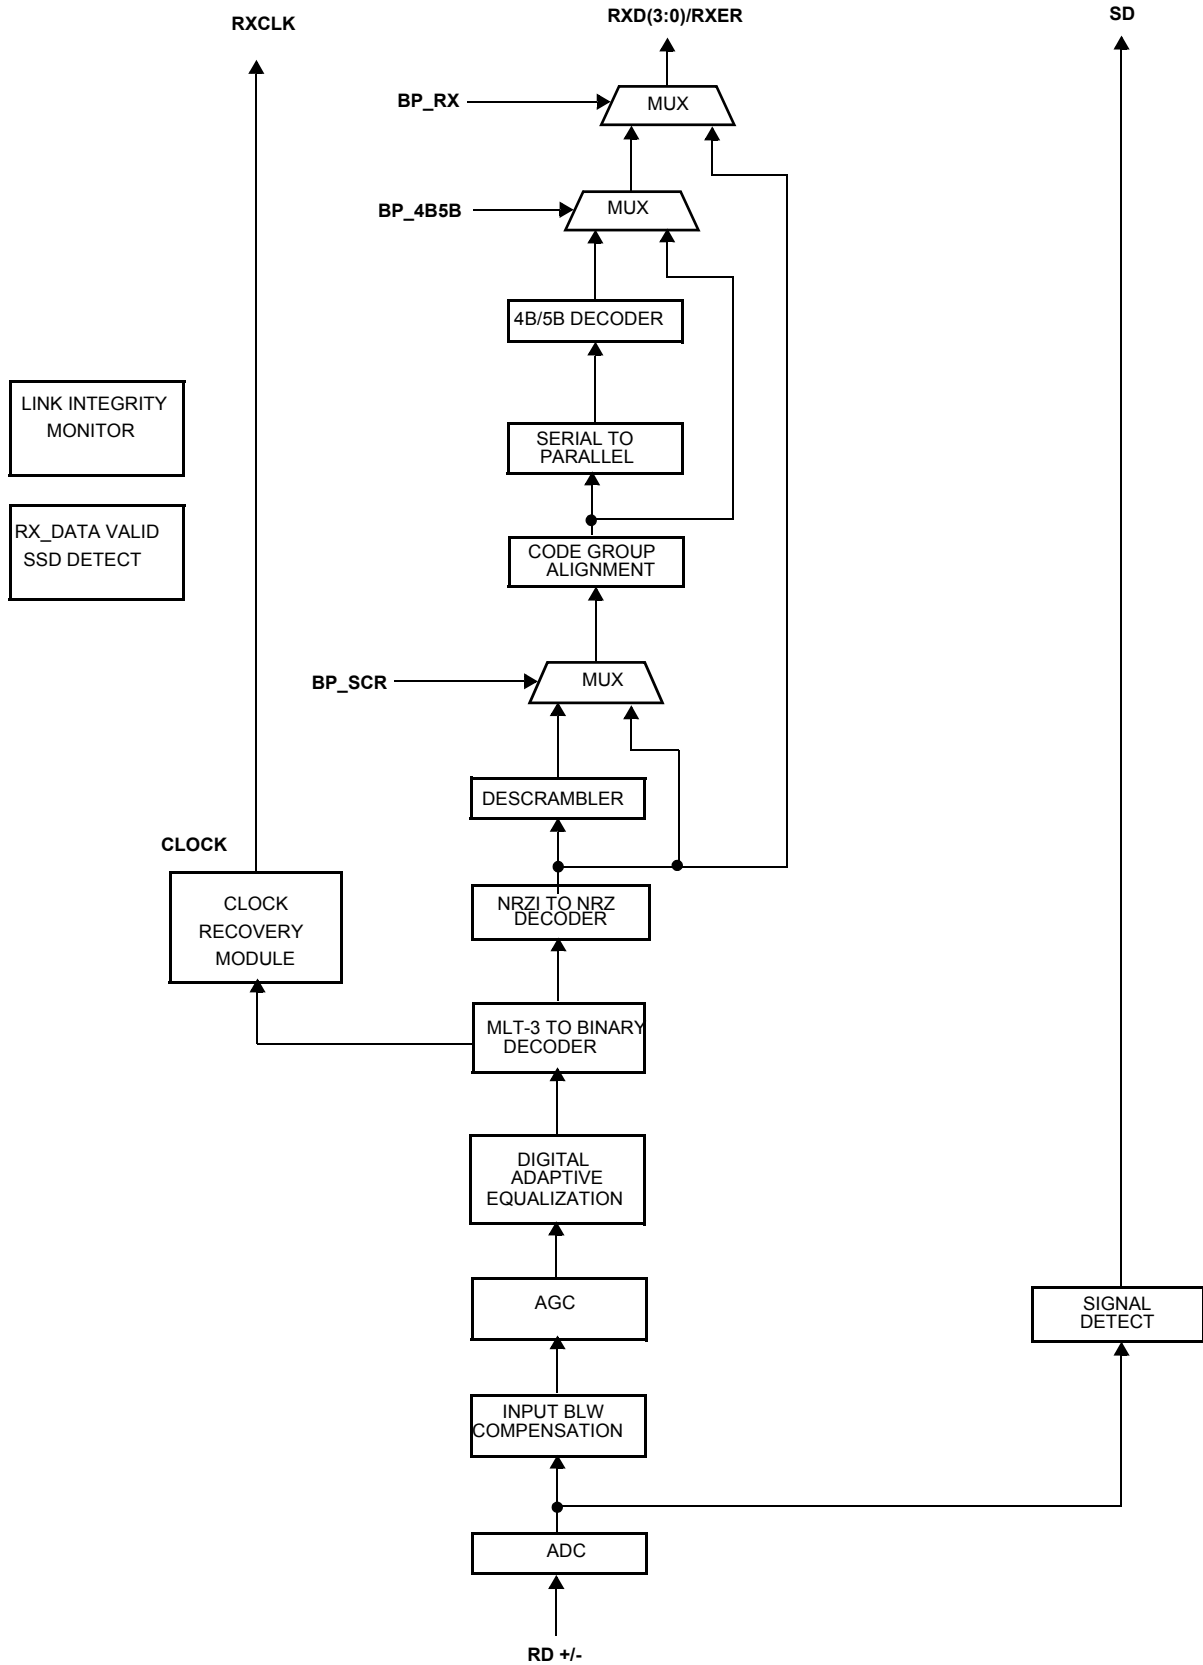 RXCLK
RXD(3:0)/RXER
SD
BP_RX
MUX
BP_4B5B
MUX
4B/5B DECODER
LINK INTEGRITY
MONITOR
SERIAL TO
PARALLEL
RX_DATA VALID
SSD DETECT
CODE GROUP
ALIGNMENT
BP_SCR
MUX
DESCRAMBLER
CLOCK
CLOCK
RECOVERY
MODULE
NRZI TO NRZ
DECODER
MLT-3 TO BINARY
DECODER
DIGITAL
ADAPTIVE
EQUALIZATION
AGC
SIGNAL
DETECT
INPUT BLW
COMPENSATION
ADC
RD +/-